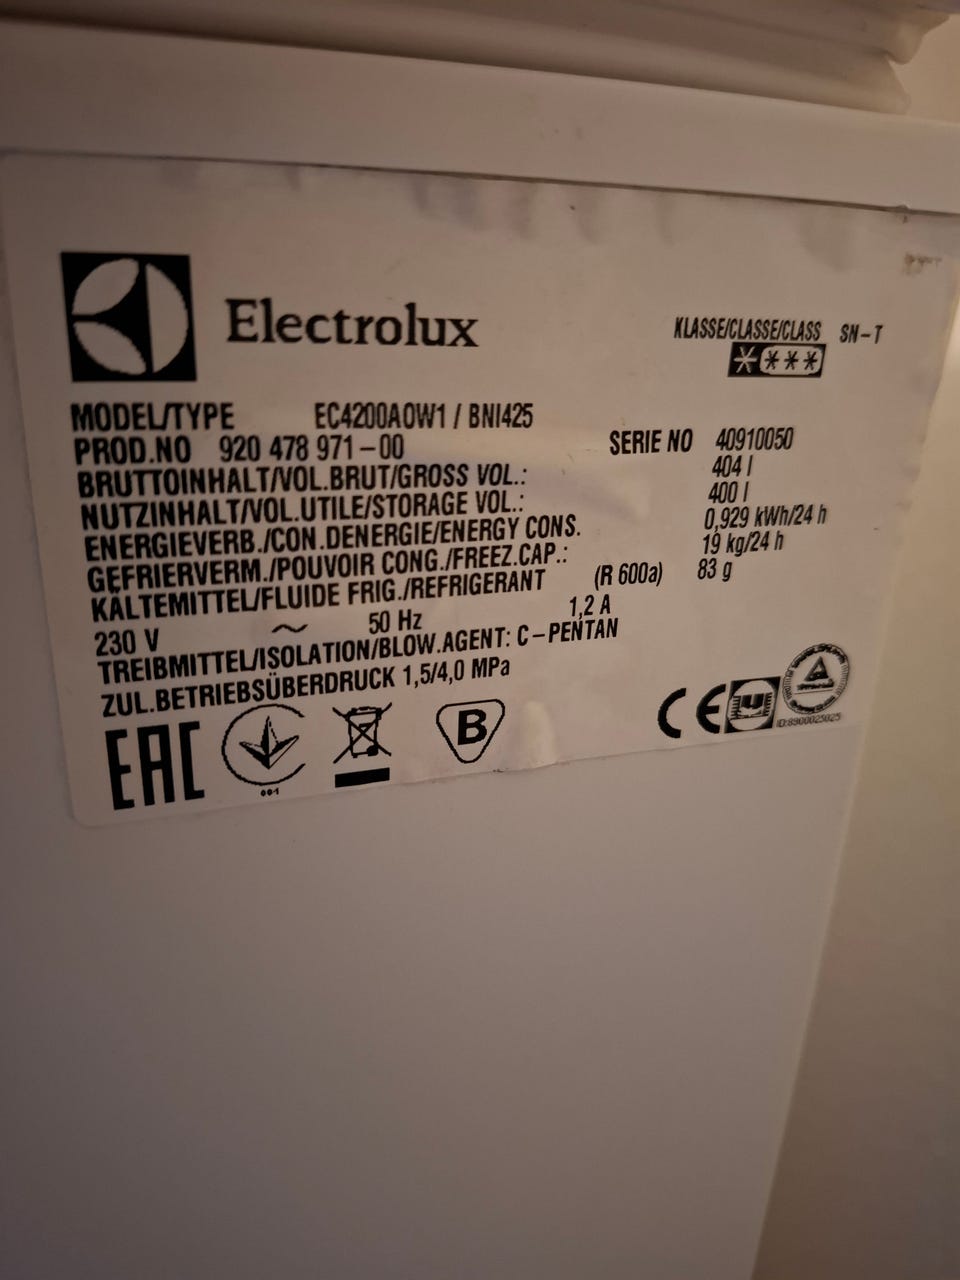 Electrolux
KLASSE/CLASSE/CLASS SN-T
MODEL/TYPE EC4200AOW1 / BNI425
PROD.NO 920 478 971-00 SERIE NO 40910050
BRUTTOINHALT/VOL.BRUT/GROSS VOL.: 404 l
NUTZINHALT/VOL.UTILE/STORAGE VOL.: 400 l
ENERGIEVERB./CON.DENERGIE/ENERGY CONS. 0,929 kWh/24 h
GEFRIERVERM./POUVOIR CONG./FREEZ.CAP.: 19 kg/24 h
KÄLTEMITTEL/FLUIDE FRIG./REFRIGERANT (R 600a) 83 g
230 V ~ 50 Hz 1,2 A
TREIBMITTEL/ISOLATION/BLOW.AGENT: C-PENTAN
ZUL.BETRIEBSÜBERDRUCK 1,5/4,0 MPa
EAC 001 B CE
ID:8900025025